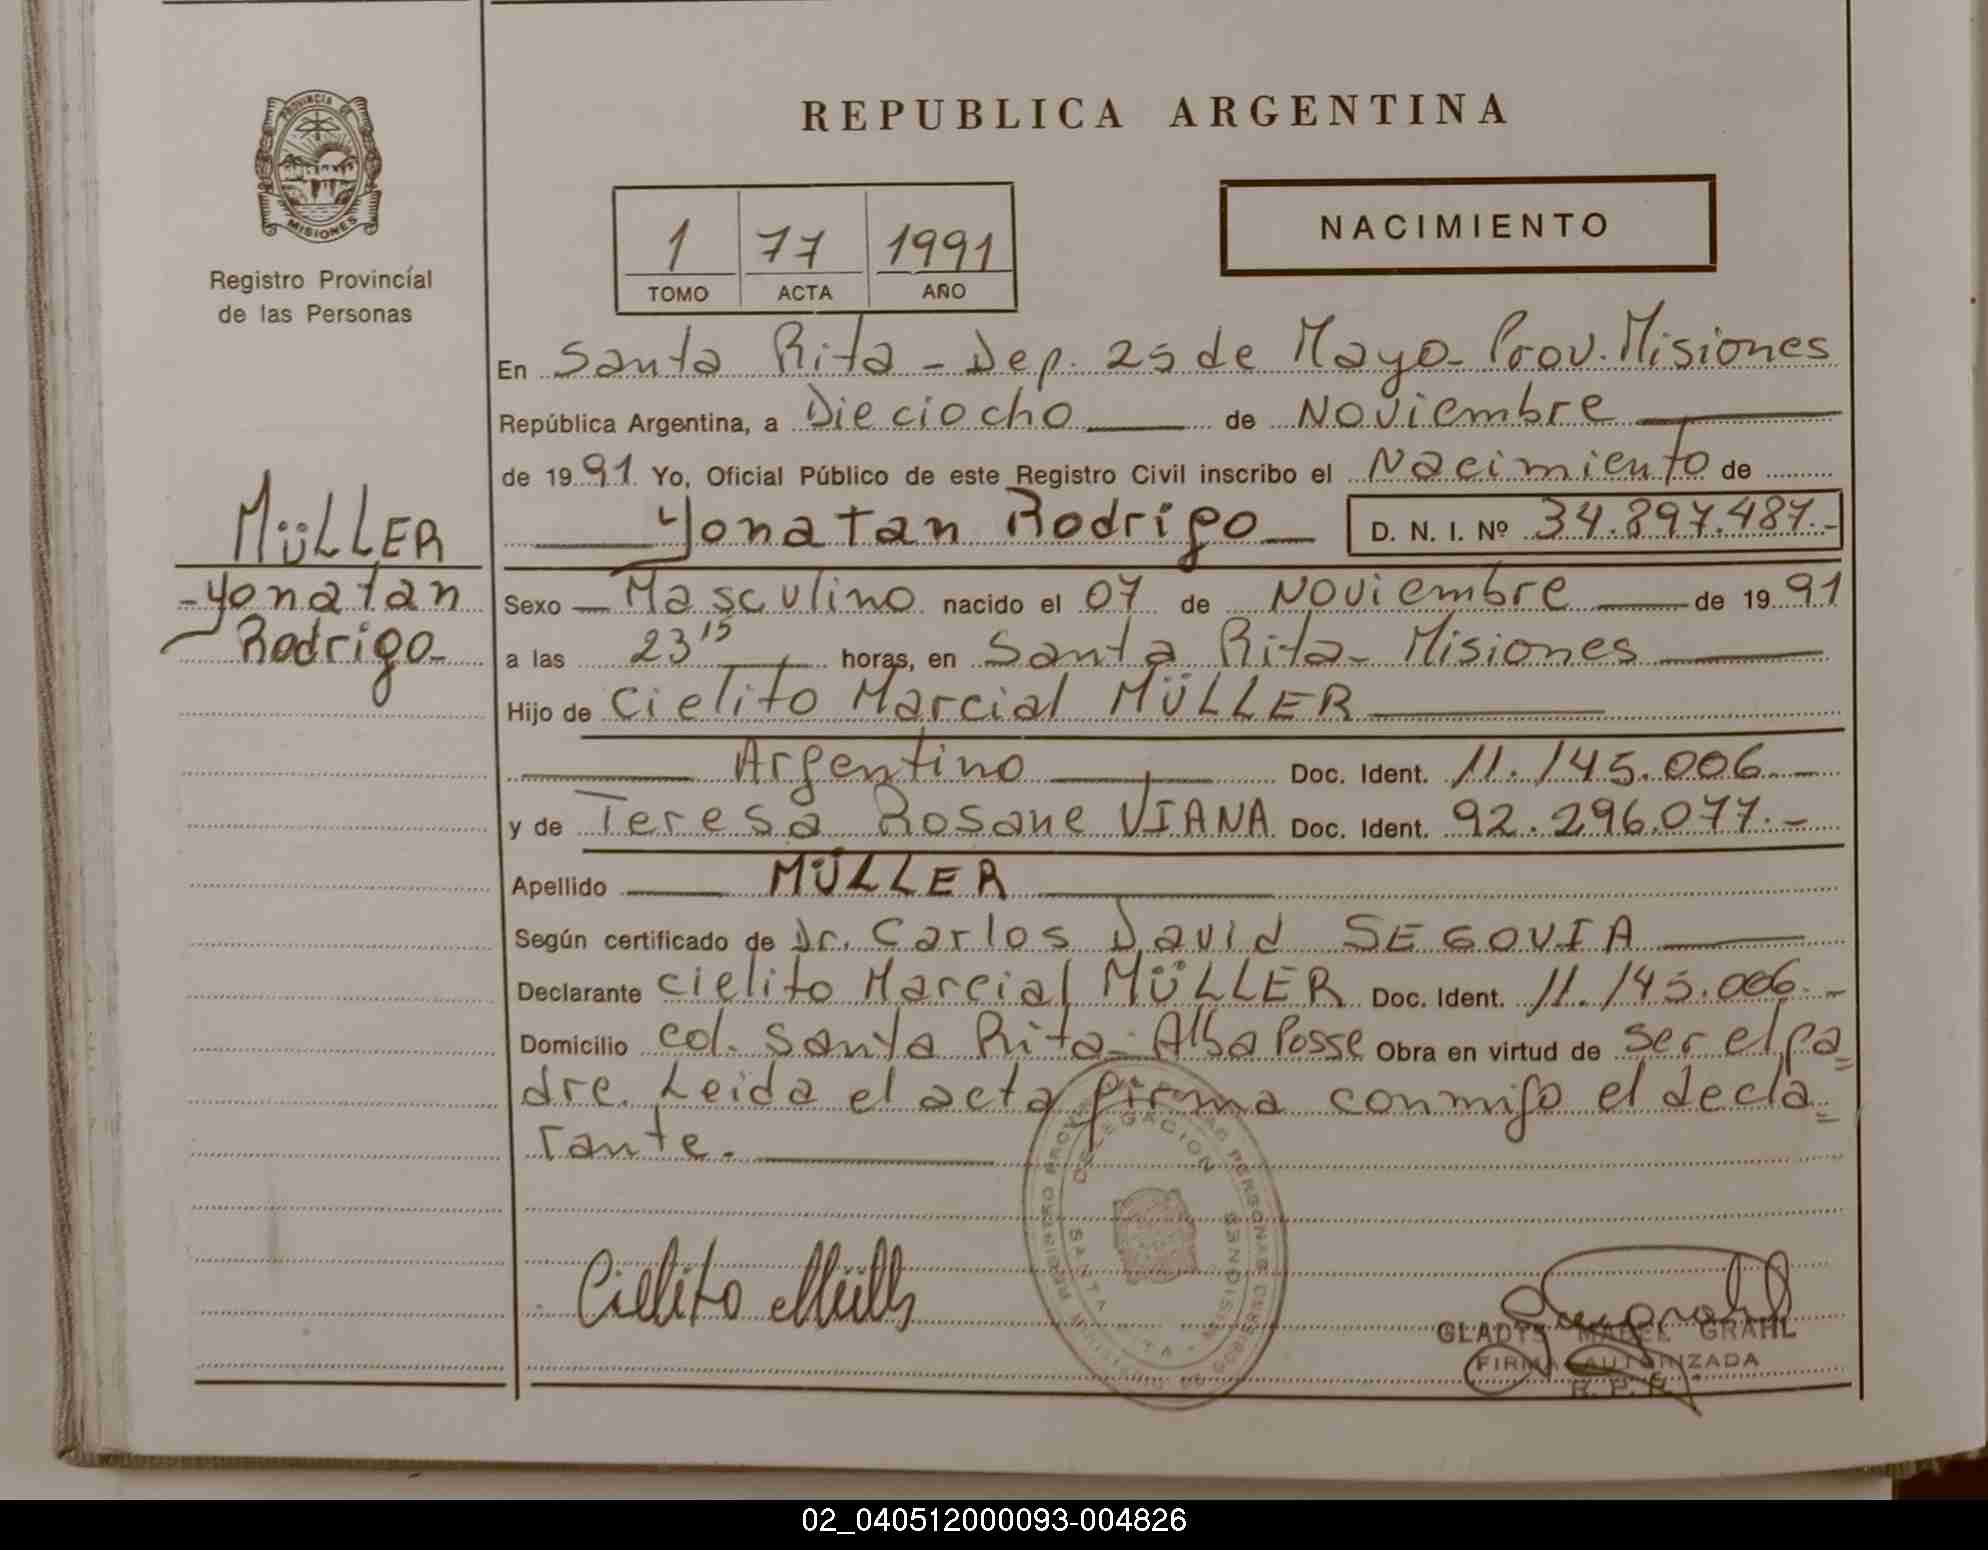 REPUBLICA ARGENTINA
PROVINCIA DE
MISIONES
Registro Provincial
de las Personas
1 77 1991
TOMO ACTA AÑO
NACIMIENTO
En Santa Rita - Dep. 25 de Mayo - Prov. Misiones
República Argentina, a Dieciocho de Noviembre
de 1991 Yo, Oficial Público de este Registro Civil inscribo el Nacimiento de
Yonatan Rodrigo D. N. I. Nº 34.897.487.-
MÜLLER
- Yonatan
Rodrigo
Sexo Masculino nacido el 07 de Noviembre de 1991
a las 23 15 horas, en Santa Rita - Misiones
Hijo de Cielito Marcial MÜLLER
Argentino Doc. Ident. 11.145.006.-
y de Teresa Rosane VIANA Doc. Ident. 92.296.077.-
Apellido MÜLLER
Según certificado de Dr. Carlos David SEGOVIA
Declarante Cielito Marcial MÜLLER Doc. Ident. 11.145.006.-
Domicilio Col. Santa Rita - Alba Posse Obra en virtud de ser el pa=
dre. Leida el acta firma conmigo el decla=
rante.
DELEGACION
SANTA RITA - MISIONES
Cielito Müller
GLADYS MABEL GRAHL
FIRMA AUTORIZADA
R. P. P.
02_040512000093-004826